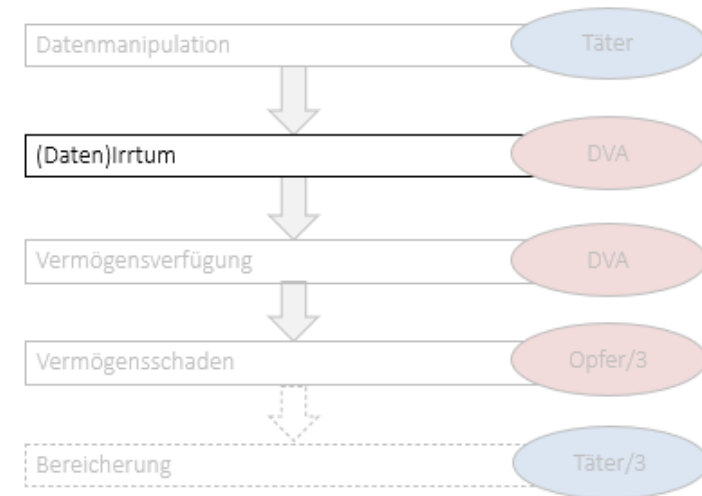 Datenmanipulation Täter
(Daten)Irrtum DVA
Vermögensverfügung DVA
Vermögensschaden Opfer/3
Bereicherung Täter/3